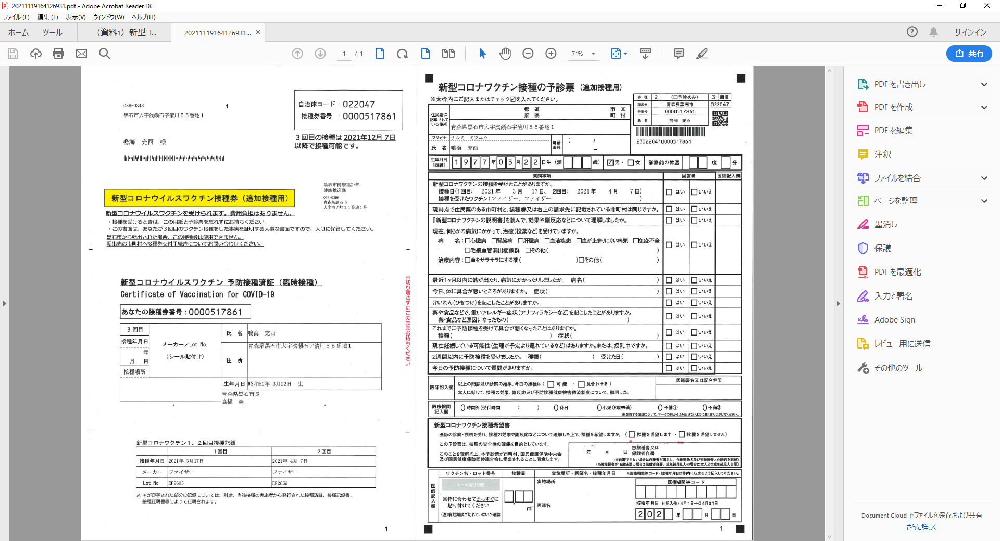 20211119164126931.pdf - Adobe Acrobat Reader DC
ファイル(F) 編集(E) 表示(V) ウィンドウ(W) ヘルプ(H)
ホーム ツール (資料1) 新型コ... 20211119164126931... ×
サインイン
1 / 1 71% 共有
036-0343
1
黒石市大字浅瀬石字清川55番地1
鳴海 充酉 様
自治体コード:022047
接種券番号 :0000517861
3回目の接種は 2021年12月 7日
以降で接種可能です。
新型コロナウイルスワクチン接種券(追加接種用)
黒石市健康福祉部
健康推進課
036-0396
青森県黒石市
大字市ノ町11番地1号
新型コロナウイルスワクチンを受けられます。費用負担はありません。
・接種を受けるときは、この用紙と予診票を忘れずにお持ちください。
・この書面は、あなたが3回目のワクチン接種をした事実を証明する大事な書面ですので、大切に保管してください。
黒石市から転出された場合、この接種券は使用できません。
転出先の市町村へ接種券交付手続きについてお問い合わせください。
※切り離さずにこのままお持ちください
新型コロナウイルスワクチン 予防接種済証(臨時接種)
Certificate of Vaccination for COVID-19
あなたの接種券番号:0000517861
3回目
接種年月日
年
月 日
接種場所
メーカー/Lot No.
(シール貼付け)
氏 名 鳴海 充酉
住 所 青森県黒石市大字浅瀬石字清川55番地1
生年月日 昭和52年 3月22日 生
青森県黒石市長
高樋 憲
新型コロナワクチン1、2回目接種記録
1回目 2回目
接種年月日 2021年 3月17日 2021年 4月 7日
メーカー ファイザー ファイザー
Lot No. EP9605 ER2659
※ *が印字された部分の記録については、別途、当該接種の実施者から発行された接種済証、接種記録書、
接種証明書等によって証明されます。
1
新型コロナワクチン接種の予診票(追加接種用)
※太枠内にご記入またはチェック☑を入れてください。
券 種 2 (口予診のみ) 3 回目
請求先 青森県黒石市 022047
券番号 0000517861
氏 名 鳴海 充酉
230220470000517861
住民票に記載されている住所
都 道 府 県
市 区 町 村
青森県黒石市大字浅瀬石字清川55番地1
フリガナ ナルミ ミツユウ
氏 名 鳴海 充酉
電話番号 ( ) −
生年月日(西暦) 1977年03月22日生(満 歳) ☑男・□女 診察前の体温 度 分
質問事項 回答欄 医師記入欄
新型コロナワクチンの接種を受けたことがありますか。
接種日(1回目: 2021年 3月 17日、 2回目: 2021年 4月 7日) □はい □いいえ
接種を受けたワクチン(ファイザー、ファイザー )
現時点で住民票のある市町村と、接種券又は右上の請求先に記載されている市町村は同じですか。 □はい □いいえ
『新型コロナワクチンの説明書』を読んで、効果や副反応などについて理解しましたか。 □はい □いいえ
現在、何らかの病気にかかって、治療(投薬など)を受けていますか。
病 名:□心臓病 □腎臓病 □肝臓病 □血液疾患 □血が止まりにくい病気 □免疫不全 □はい □いいえ
□毛細血管漏出症候群 □その他( )
治療内容:□血をサラサラにする薬( )□その他( )
最近1ヶ月以内に熱が出たり、病気にかかったりしましたか。 病名( ) □はい □いいえ
今日、体に具合が悪いところがありますか。 症状( ) □はい □いいえ
けいれん(ひきつけ)を起こしたことがありますか。 □はい □いいえ
薬や食品などで、重いアレルギー症状(アナフィラキシーなど)を起こしたことがありますか。
薬・食品など原因になったもの( ) □はい □いいえ
これまでに予防接種を受けて具合が悪くなったことはありますか。
種類( ) 症状( ) □はい □いいえ
現在妊娠している可能性(生理が予定より遅れているなど)はありますか。または、授乳中ですか。 □はい □いいえ
2週間以内に予防接種を受けましたか。 種類( ) 受けた日( ) □はい □いいえ
今日の予防接種について質問がありますか。 □はい □いいえ
医師記入欄
以上の問診及び診察の結果、今日の接種は(□可 能 ・ □見合わせる)
本人に対して、接種の効果、副反応及び予防接種健康被害救済制度について、説明した。
医師署名又は記名押印
医療機関記入欄
時間外(受付時間 : ) 休日 小児(6歳未満) 予備① 予備②
※該当する項目について、マークの形からはみ出さないように濃く塗りつぶしてください。
新型コロナワクチン接種希望書
医師の診察・説明を受け、接種の効果や副反応などについて理解した上で、接種を希望しますか。(□接種を希望します ・□接種を希望しません)
この予診票は、接種の安全性の確保を目的としています。
このことを理解の上、本予診票が市町村、国民健康保険中央会
及び国民健康保険団体連合会に提出されることに同意します。
年 月 日 被接種者又は保護者自署
(※自署できない場合は代筆者が署名し、代筆者氏名及び被接種者との続柄を記載)
(※被接種者が16歳未満の場合は保護者自署、成年被後見人の場合は本人又は成年後見人自署)
医師記入欄
ワクチン名・ロット番号 接種量 実施場所・医師名・接種年月日 ※医療機関等コード・接種年月日は枠内に収まるよう記入してください。
シール貼付位置
※枠に合わせてまっすぐに
貼り付けてください
(注)有効期限が切れていないか確認
ml
実施場所
医師名
医療機関等コード
接種年月日 ※記入例)4月1日→04月01日
202 年 月 日
1
PDF を書き出し
PDF を作成
PDF を編集
注釈
ファイルを結合
ページを整理
墨消し
保護
PDF を最適化
入力と署名
Adobe Sign
レビュー用に送信
その他のツール
Document Cloud でファイルを保存および共有
さらに詳しく